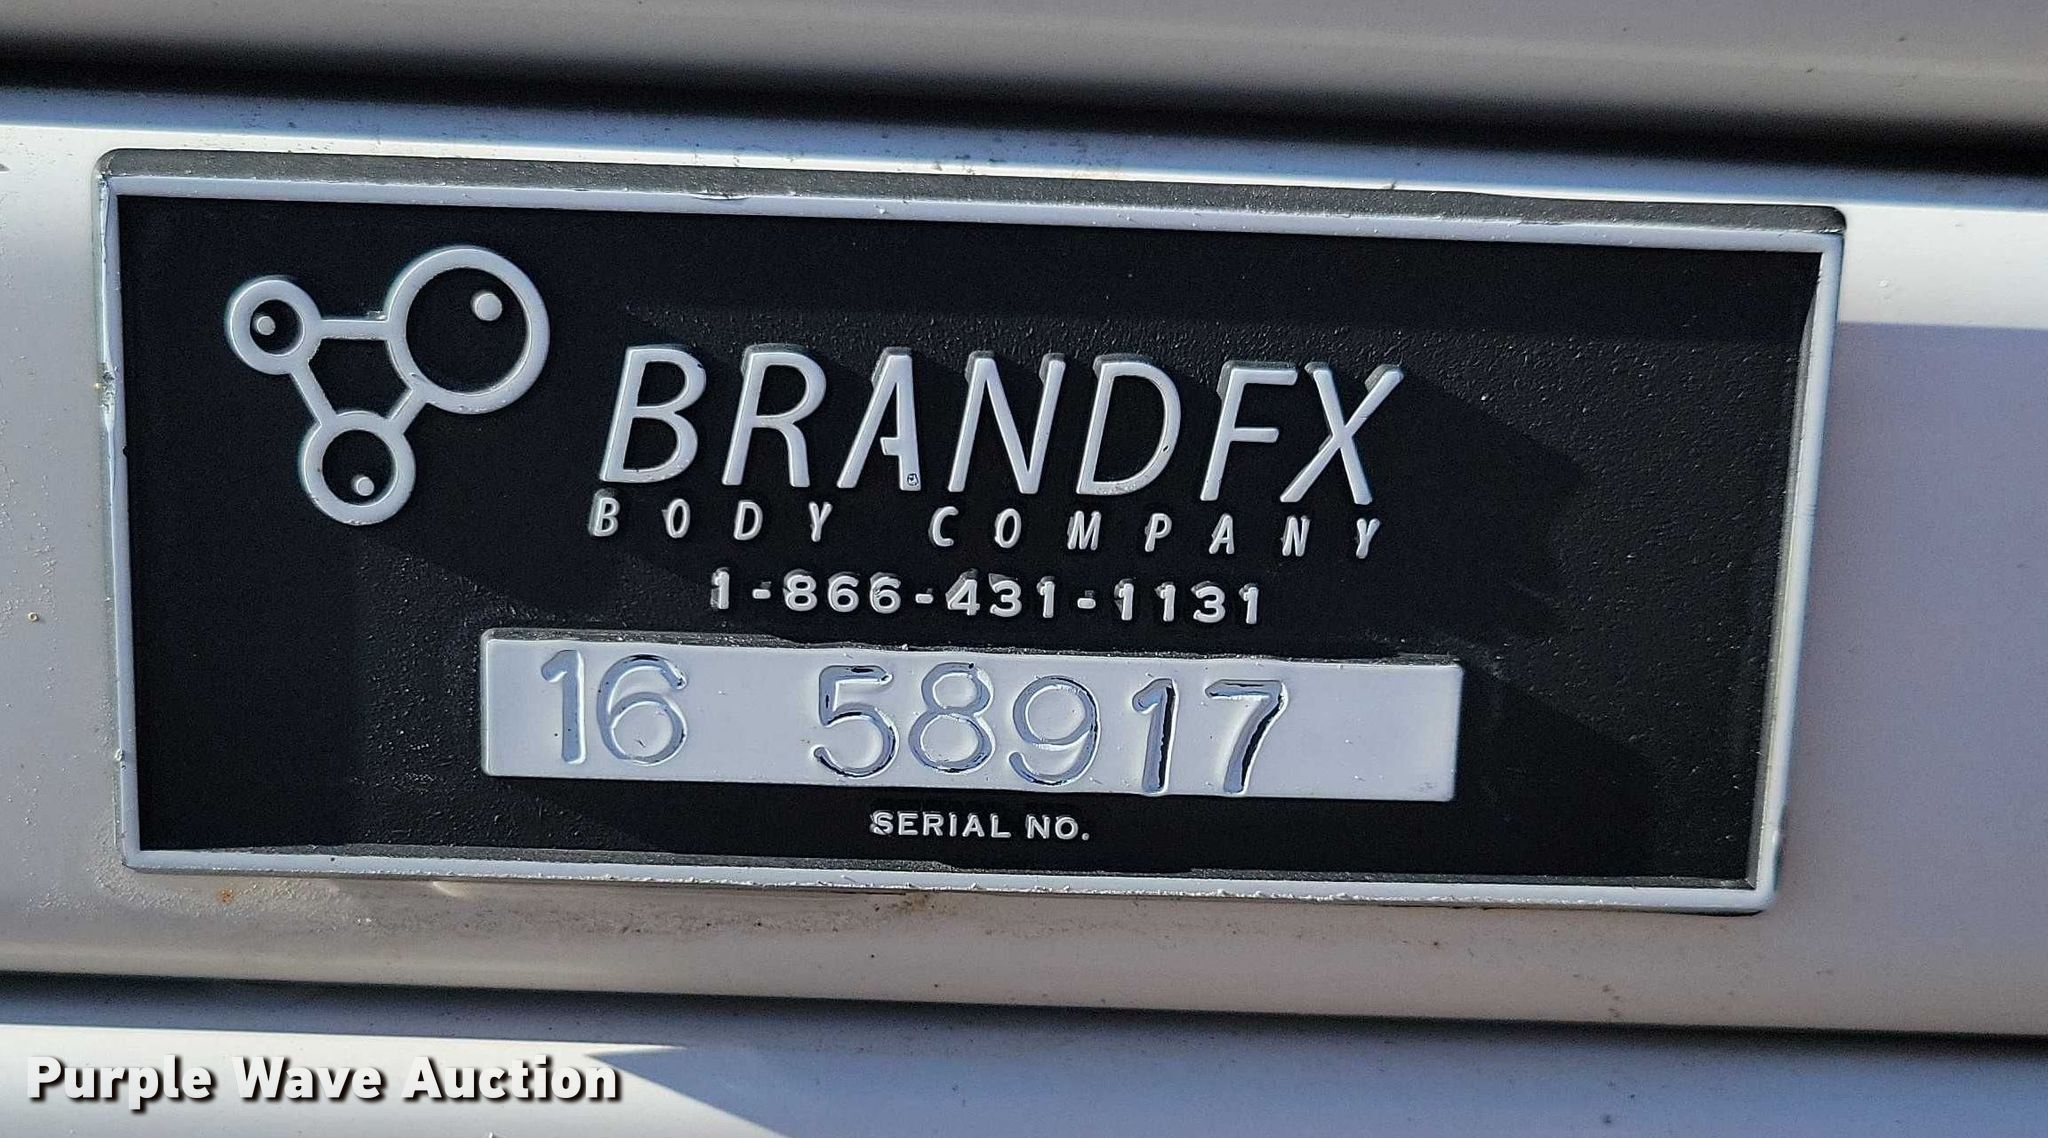 BRANDFX
BODY COMPANY
1-866-431-1131
16 58917
SERIAL NO.
Purple Wave Auction